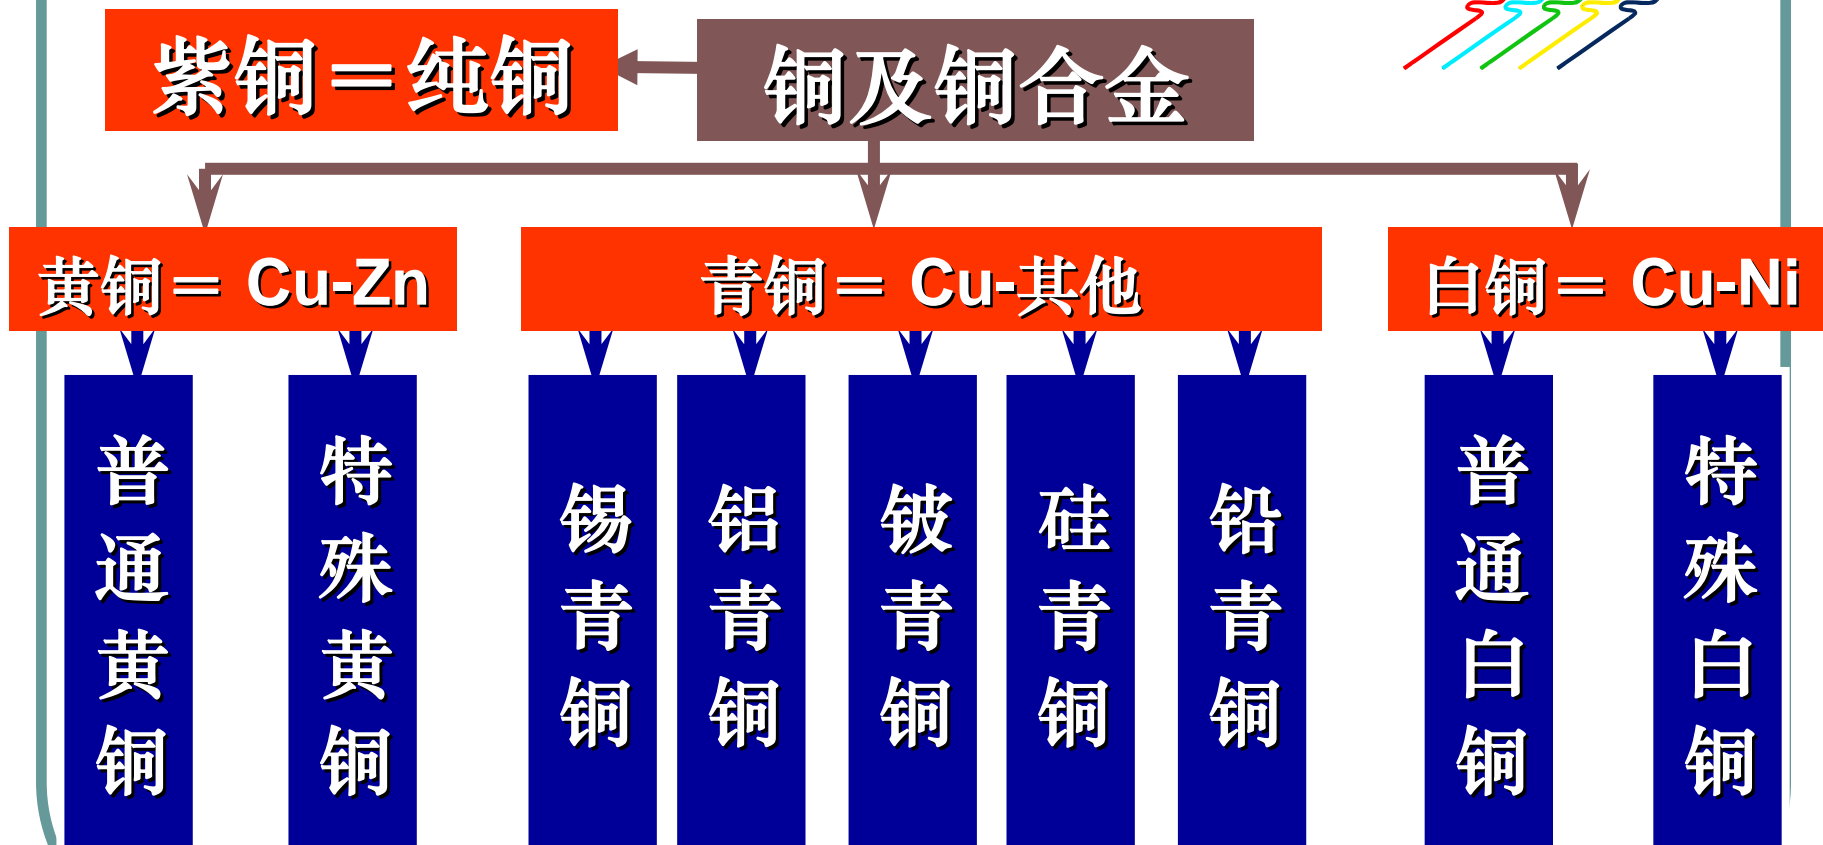 紫铜＝纯铜
铜及铜合金
黄铜＝ Cu-Zn
青铜＝ Cu-其他
白铜＝ Cu-Ni
普通黄铜
特殊黄铜
锡青铜
铝青铜
铍青铜
硅青铜
铅青铜
普通白铜
特殊白铜